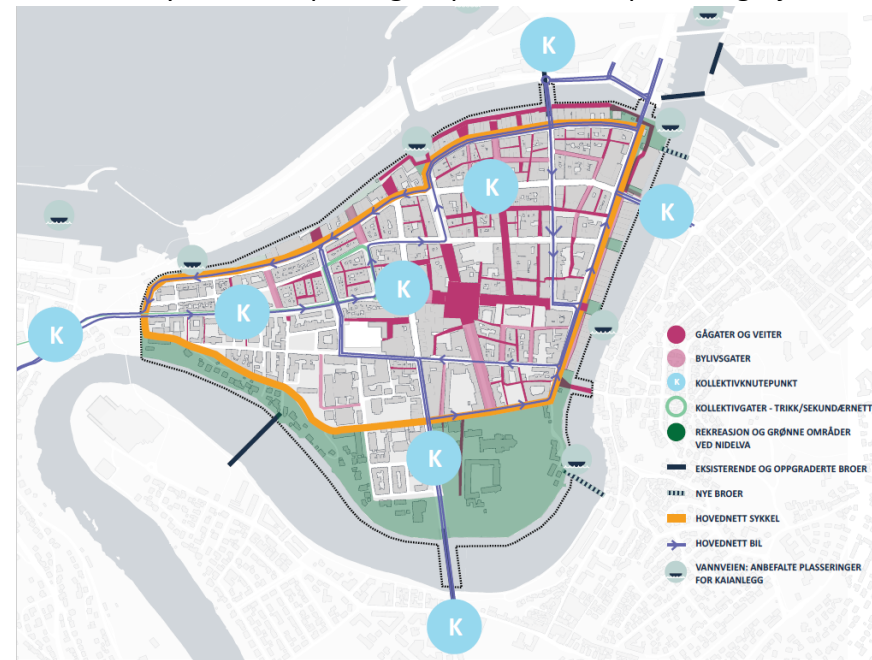 K
K
K
K
K
K
K
K
GÅGATER OG VEITER
BYLIVSGATER
K KOLLEKTIVKNUTEPUNKT
KOLLEKTIVGATER - TRIKK/SEKUNDÆRNETT
REKREASJON OG GRØNNE OMRÅDER
VED NIDELVA
EKSISTERENDE OG OPPGRADERTE BROER
NYE BROER
HOVEDNETT SYKKEL
HOVEDNETT BIL
VANNVEIEN: ANBEFALTE PLASSERINGER
FOR KAIANLEGG